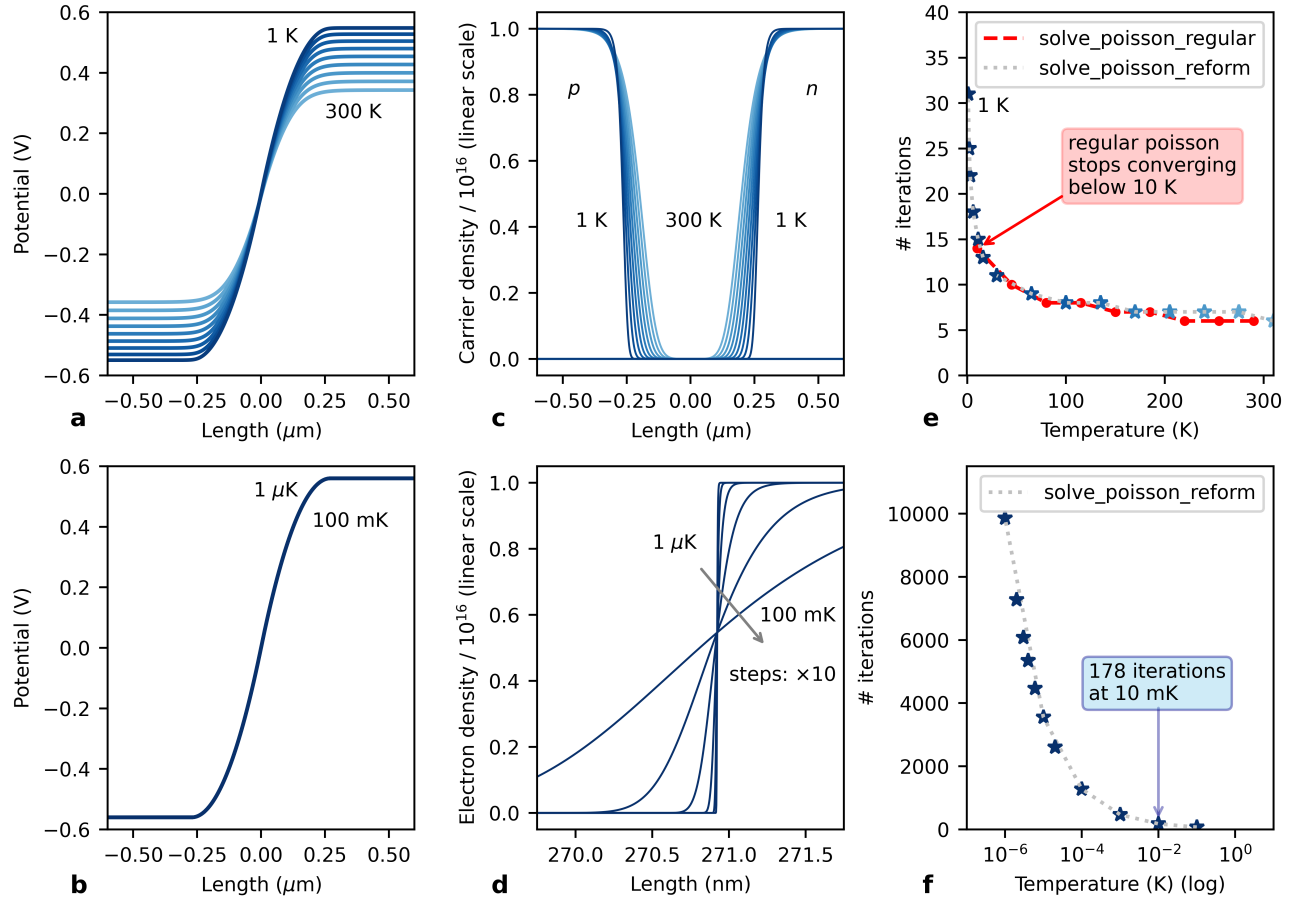 0.6
0.4
0.2
0.0
−0.2
−0.4
−0.6
Potential (V)
1 K
300 K
−0.50 −0.25 0.00 0.25 0.50
a
Length (μm)
1.0
0.8
0.6
0.4
0.2
0.0
Carrier density / 10¹⁶ (linear scale)
p
n
1 K
300 K
1 K
−0.50 −0.25 0.00 0.25 0.50
c
Length (μm)
40
35
30
25
20
15
10
5
0
# iterations
solve_poisson_regular
solve_poisson_reform
1 K
regular poisson
stops converging
below 10 K
0 100 200 300
e
Temperature (K)
0.6
0.4
0.2
0.0
−0.2
−0.4
−0.6
Potential (V)
1 μK
100 mK
−0.50 −0.25 0.00 0.25 0.50
b
Length (μm)
1.0
0.8
0.6
0.4
0.2
0.0
Electron density / 10¹⁶ (linear scale)
1 μK
100 mK
steps: ×10
270.0 270.5 271.0 271.5
d
Length (nm)
10000
8000
6000
4000
2000
0
# iterations
solve_poisson_reform
178 iterations
at 10 mK
10⁻⁶ 10⁻⁴ 10⁻² 10⁰
f
Temperature (K) (log)